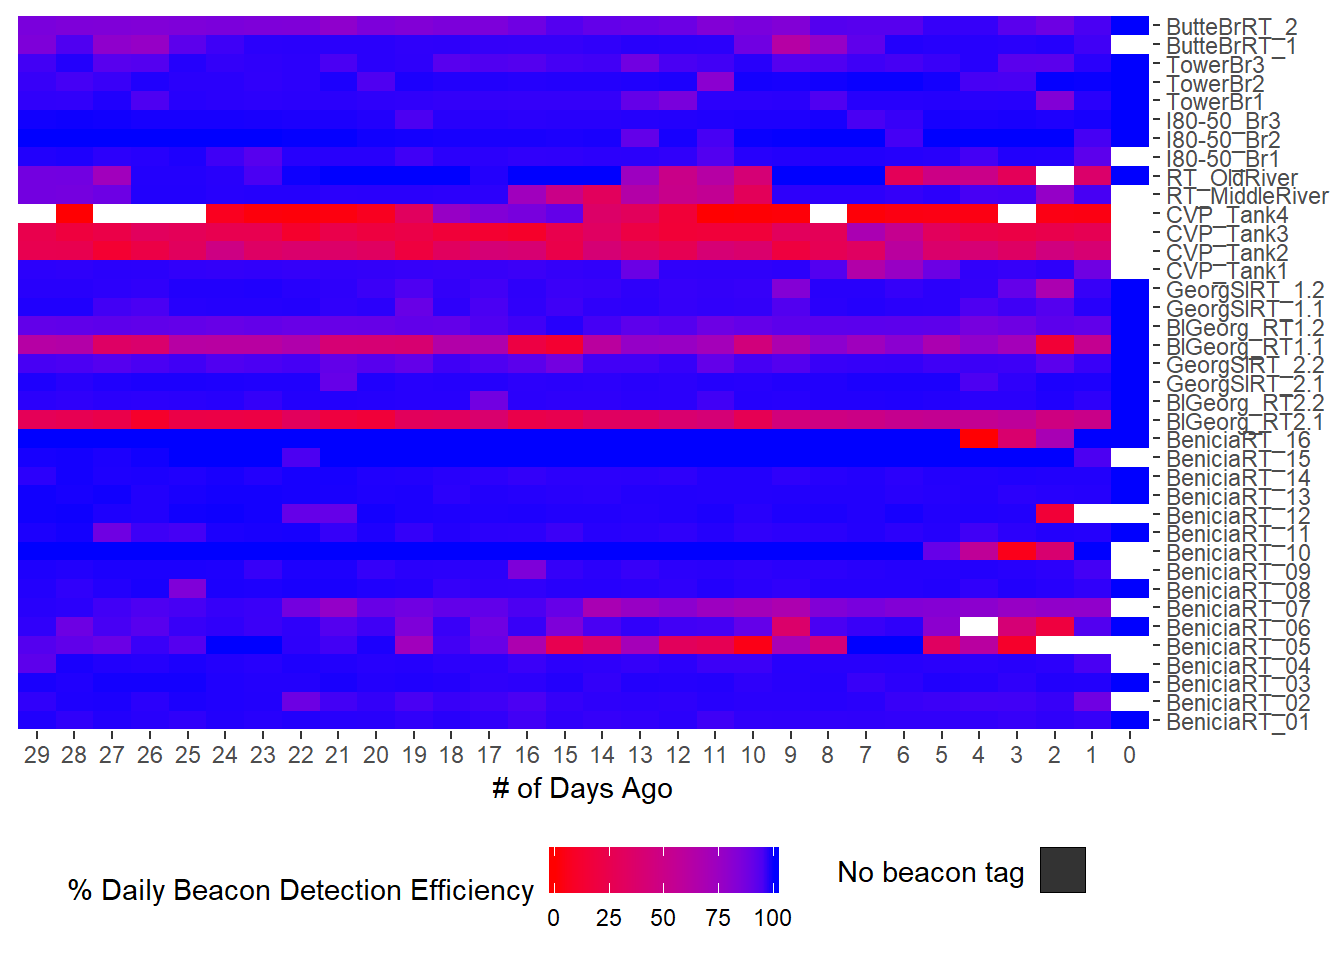 ButteBrRT_2
ButteBrRT_1
TowerBr3
TowerBr2
TowerBr1
I80-50_Br3
I80-50_Br2
I80-50_Br1
RT_OldRiver
RT_MiddleRiver
CVP_Tank4
CVP_Tank3
CVP_Tank2
CVP_Tank1
GeorgSlRT_1.2
GeorgSlRT_1.1
BlGeorg_RT1.2
BlGeorg_RT1.1
GeorgSlRT_2.2
GeorgSlRT_2.1
BlGeorg_RT2.2
BlGeorg_RT2.1
BeniciaRT_16
BeniciaRT_15
BeniciaRT_14
BeniciaRT_13
BeniciaRT_12
BeniciaRT_11
BeniciaRT_10
BeniciaRT_09
BeniciaRT_08
BeniciaRT_07
BeniciaRT_06
BeniciaRT_05
BeniciaRT_04
BeniciaRT_03
BeniciaRT_02
BeniciaRT_01
29 28 27 26 25 24 23 22 21 20 19 18 17 16 15 14 13 12 11 10 9 8 7 6 5 4 3 2 1 0
# of Days Ago
% Daily Beacon Detection Efficiency
0 25 50 75 100
No beacon tag